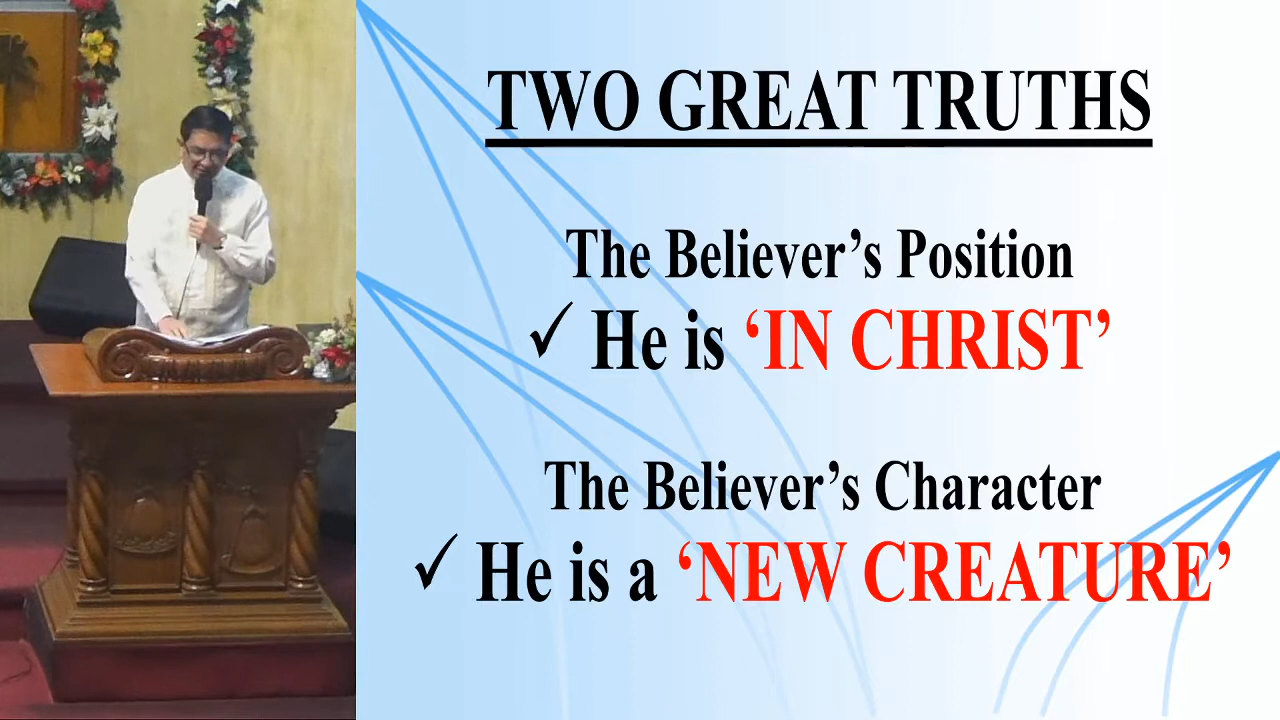 TWO GREAT TRUTHS
The Believer’s Position
✓ He is ‘IN CHRIST’
The Believer’s Character
✓ He is a ‘NEW CREATURE’